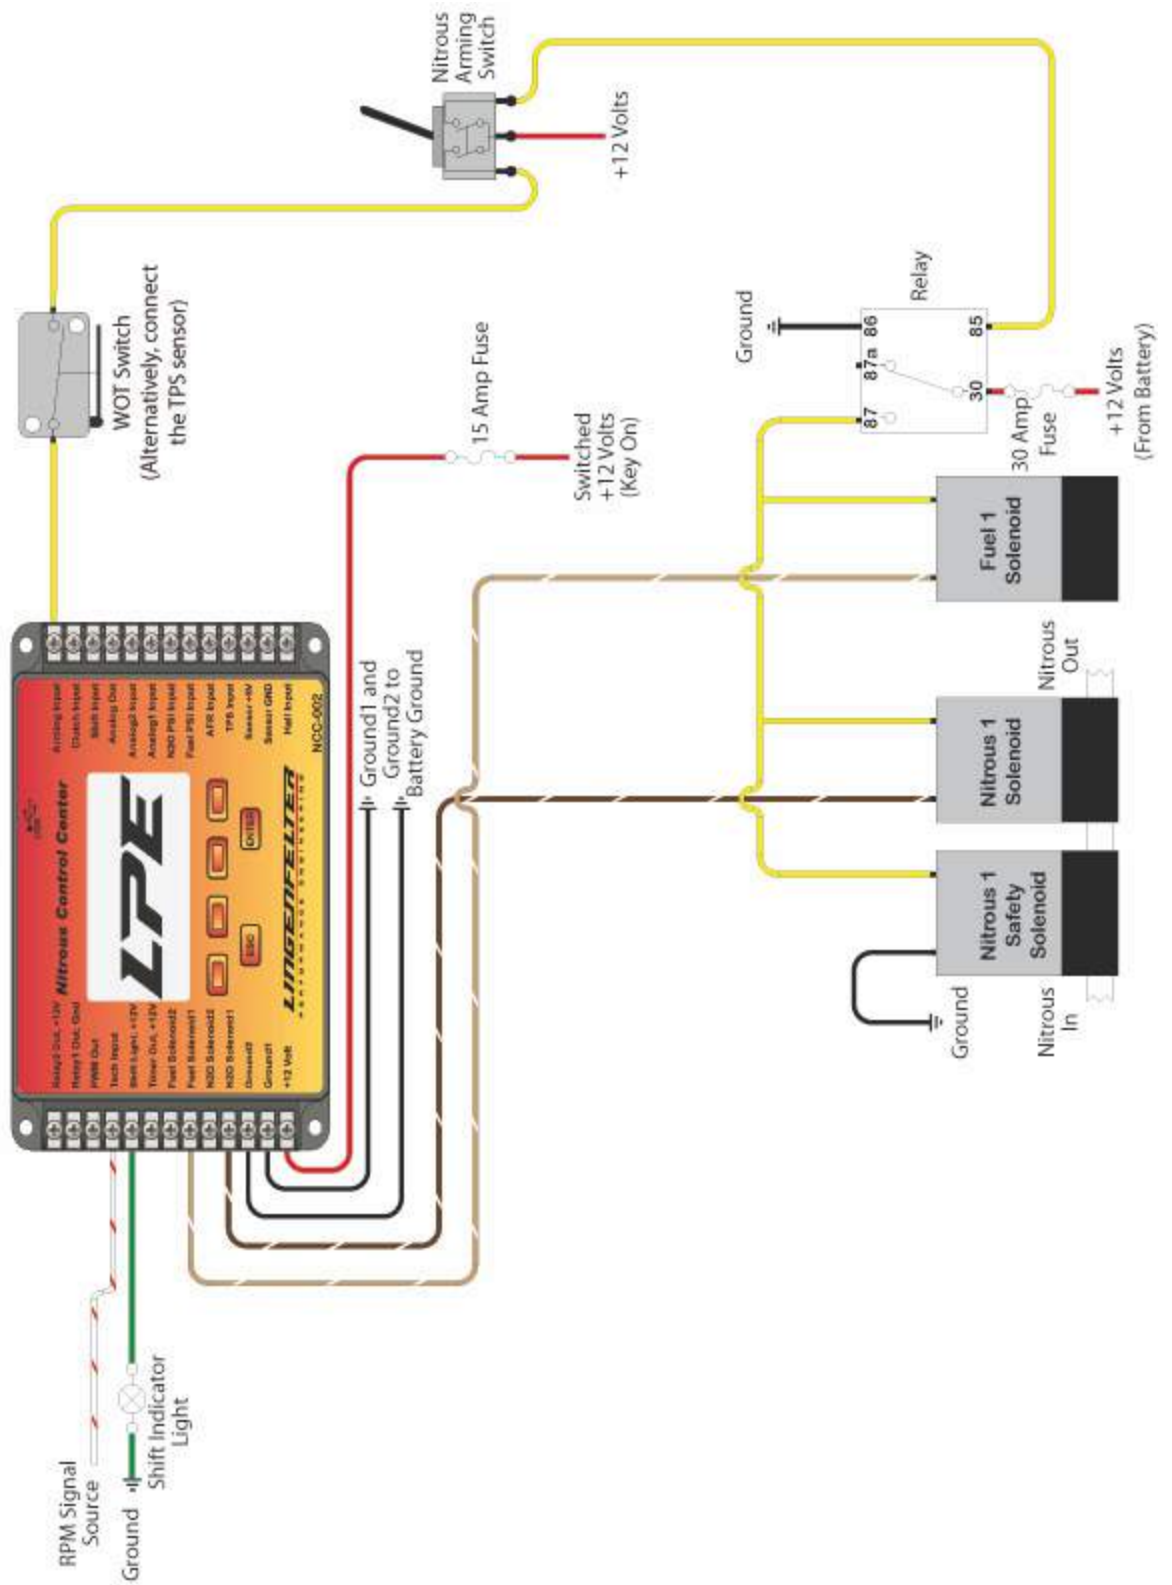 RPM Signal
Source
Ground
Shift Indicator
Light
Relay2 Out, +12V
Relay1 Out, Gnd
PWM Out
Tach Input
Shift Light, +12V
Timer Out, +12V
Fuel Solenoid2
Fuel Solenoid1
N2O Solenoid2
N2O Solenoid1
Ground2
Ground1
+12 Volt
USB
Nitrous Control Center
LPE
ESC
ENTER
LINGENFELTER
PERFORMANCE ENGINEERING
Arming Input
Clutch Input
Shift Input
Analog Out
Analog2 Input
Analog1 Input
N2O PSI Input
Fuel PSI Input
AFR Input
TPS Input
Sensor +5V
Sensor GND
Hall Input
NCC-002
WOT Switch
(Alternatively, connect
the TPS sensor)
Nitrous
Arming
Switch
+12 Volts
15 Amp Fuse
Switched
+12 Volts
(Key On)
Ground1 and
Ground2 to
Battery Ground
Ground
Relay
86
87a
87
85
30
30 Amp
Fuse
+12 Volts
(From Battery)
Ground
Nitrous
In
Nitrous 1
Safety
Solenoid
Nitrous 1
Solenoid
Nitrous
Out
Fuel 1
Solenoid